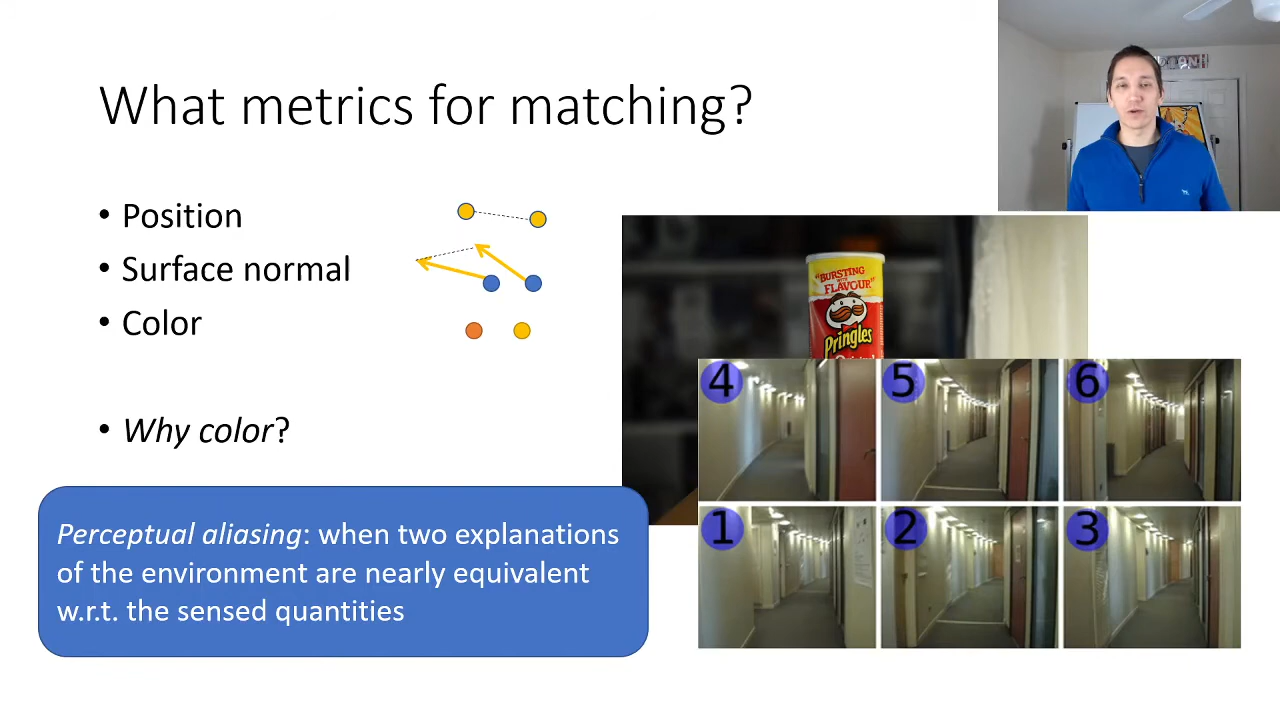 What metrics for matching?
• Position
• Surface normal
• Color
• Why color?
Perceptual aliasing: when two explanations
of the environment are nearly equivalent
w.r.t. the sensed quantities
"BURSTING
WITH
FLAVOUR"
Pringles
4
5
6
1
2
3